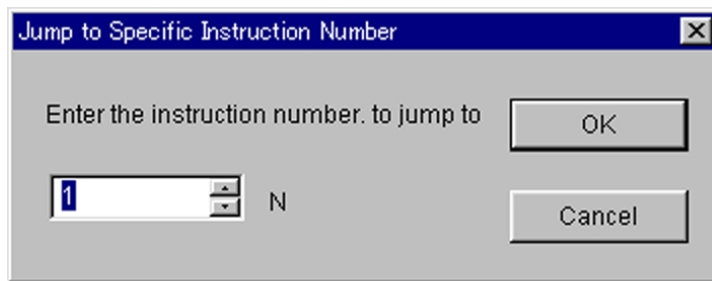 Jump to Specific Instruction Number
Enter the instruction number. to jump to
OK
1
N
Cancel